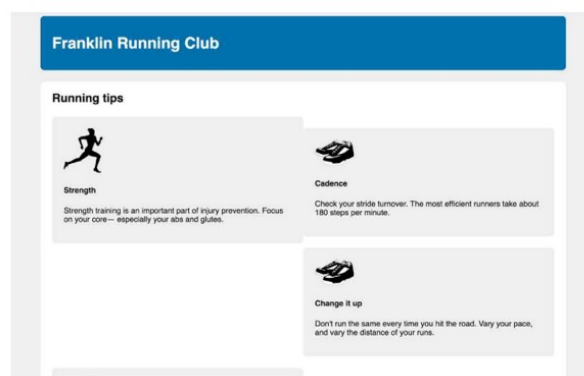 Franklin Running Club
Running tips
Strength
Strength training is an important part of injury prevention. Focus
on your core— especially your abs and glutes.
Cadence
Check your stride turnover. The most efficient runners take about
180 steps per minute.
Change it up
Don't run the same every time you hit the road. Vary your pace,
and vary the distance of your runs.